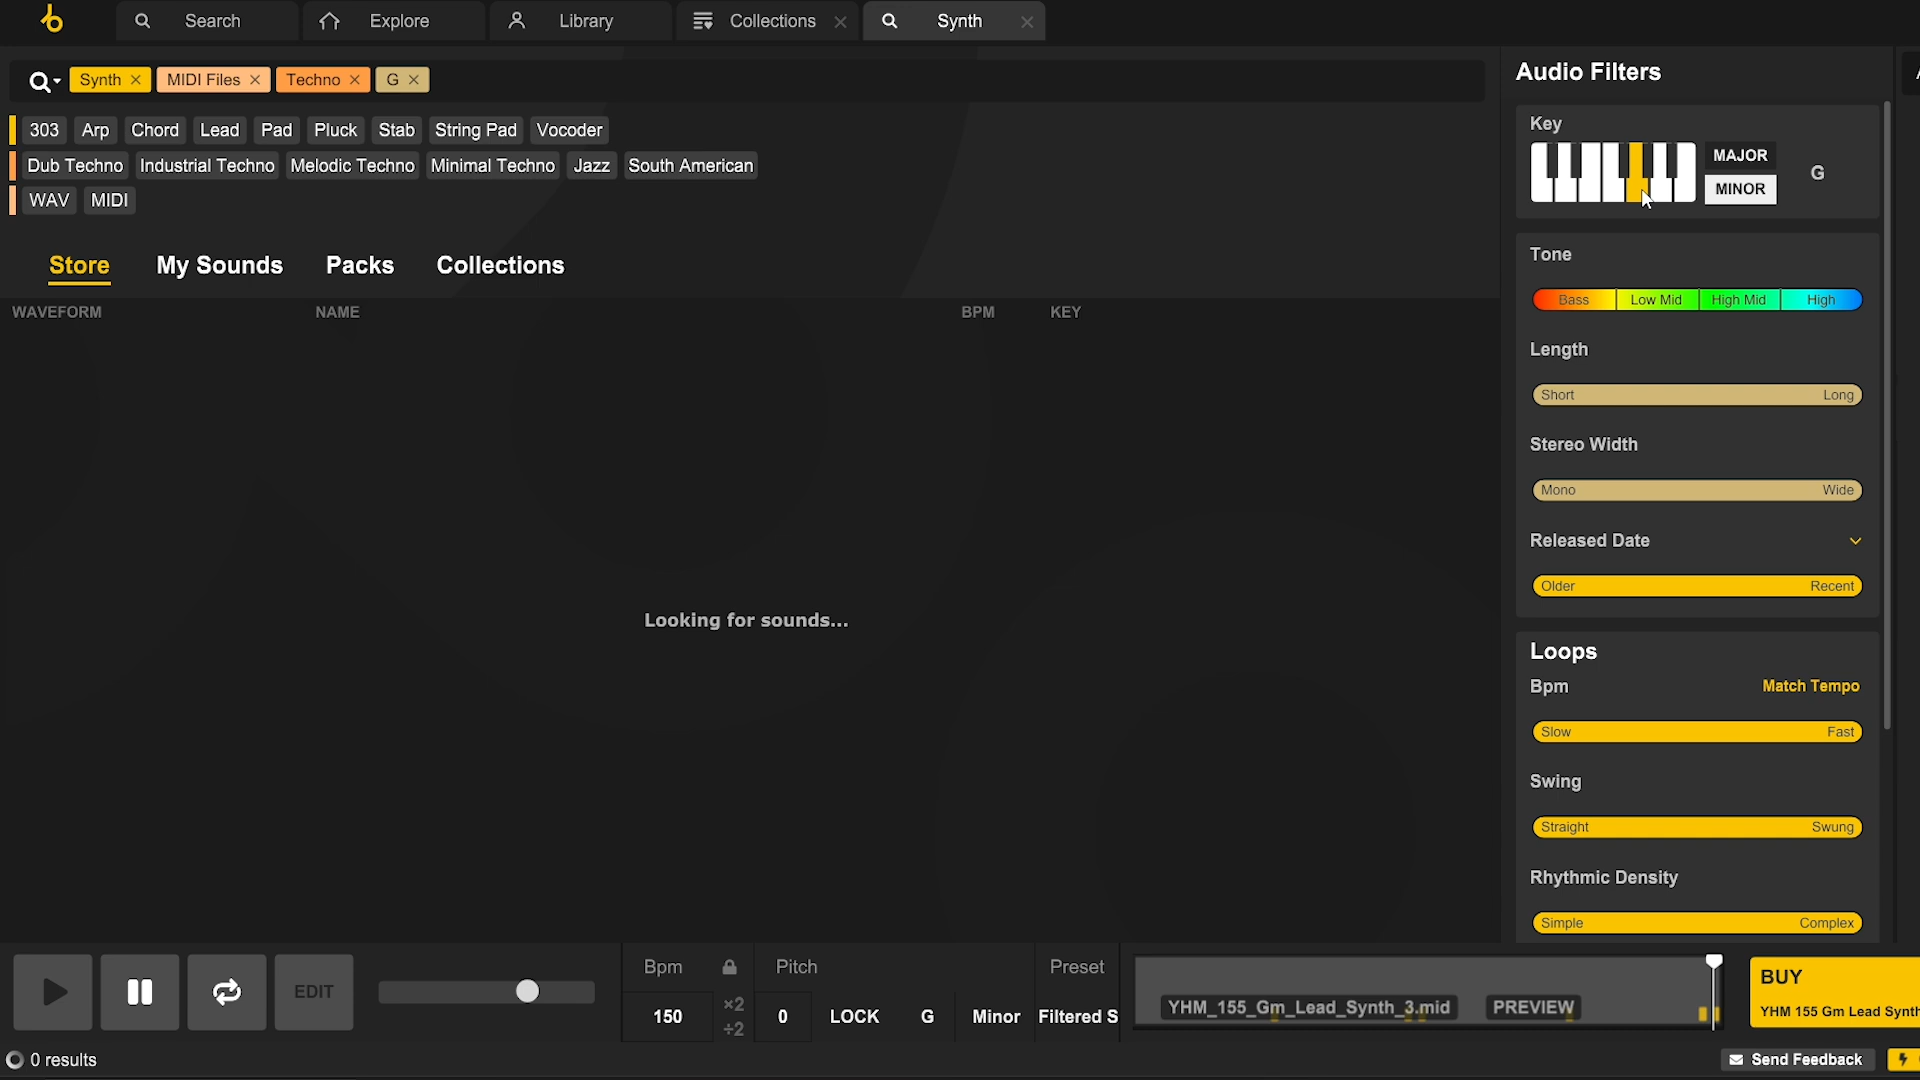 Search
Explore
Library
Collections
Synth
Synth
MIDI Files
Techno
G
303 Arp Chord Lead Pad Pluck Stab String Pad Vocoder
Dub Techno Industrial Techno Melodic Techno Minimal Techno Jazz South American
WAV MIDI
Store My Sounds Packs Collections
WAVEFORM NAME BPM KEY
Looking for sounds...
Audio Filters
Key
MAJOR
MINOR
G
Tone
Bass Low Mid High Mid High
Length
Short Long
Stereo Width
Mono Wide
Released Date
Older Recent
Loops
Bpm Match Tempo
Slow Fast
Swing
Straight Swung
Rhythmic Density
Simple Complex
EDIT
Bpm Pitch Preset
150 ×2 ÷2 0 LOCK G Minor Filtered S
YHM_155_Gm_Lead_Synth_3.mid PREVIEW
BUY
YHM 155 Gm Lead Synth
0 results
Send Feedback